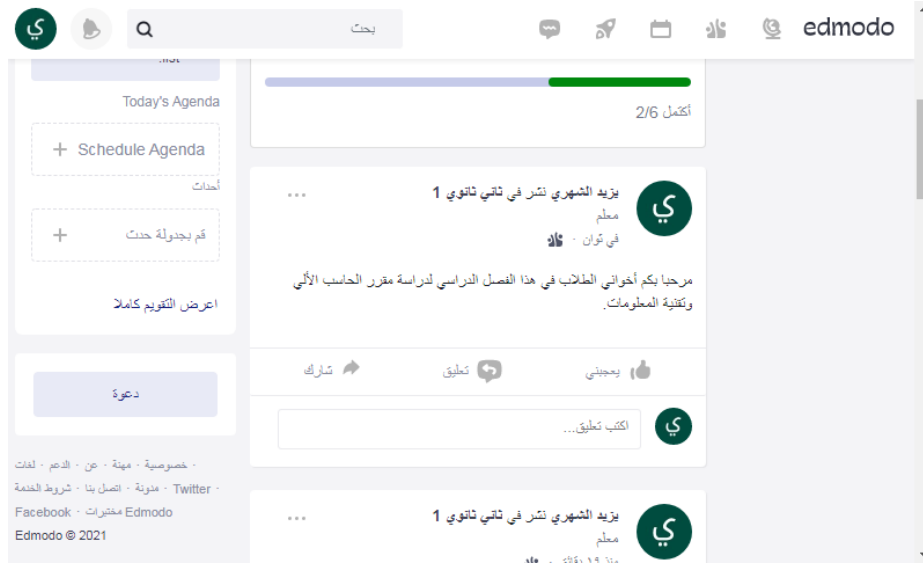 edmodo
بحث
ي
list.
Today's Agenda
Schedule Agenda +
أحداث
قم بجدولة حدث +
اعرض التقويم كاملا
دعوة
· خصوصية · مهنة · عن · الدعم · لغات
· Twitter · مدونة · اتصل بنا · شروط الخدمة
Facebook · مختبرات Edmodo
Edmodo © 2021
أكتمل 2/6
ي
يزيد الشهري نشر في ثاني ثانوي 1
...
معلم
في ثوان ·
مرحبا بكم أخواني الطلاب في هذا الفصل الدراسي لدراسة مقرر الحاسب الألي
وتقنية المعلومات.
يعجبني
تعليق
شارك
ي
اكتب تعليق...
ي
يزيد الشهري نشر في ثاني ثانوي 1
...
معلم
منذ ١٩ دقائق ·